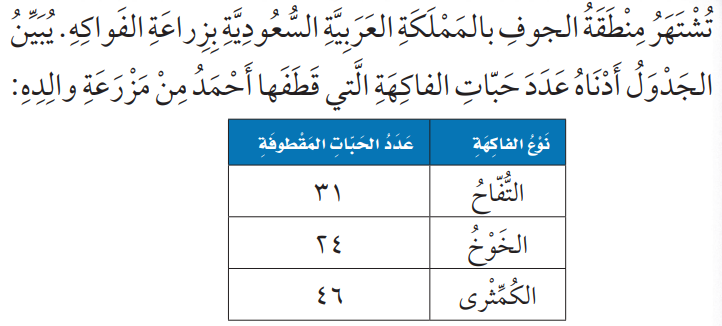 تُشْتَهَرُ مِنْطَقَةُ الجوفِ بالمَمْلَكَةِ العَرَبِيَّةِ السُّعُودِيَّةِ بِزِراعَةِ الفَواكِهِ. يُبَيِّنُ
الجَدْوَلُ أَدْنَاهُ عَدَدَ حَبّاتِ الفاكِهَةِ الَّتي قَطَفَها أَحْمَدُ مِنْ مَزْرَعَةِ والِدِهِ:
نَوْعُ الفاكِهَةِ عَدَدُ الحَبّاتِ المَقْطوفَةِ
التُّفّاحُ ٣١
الخَوْخُ ٢٤
الكُمِّثْرى ٤٦